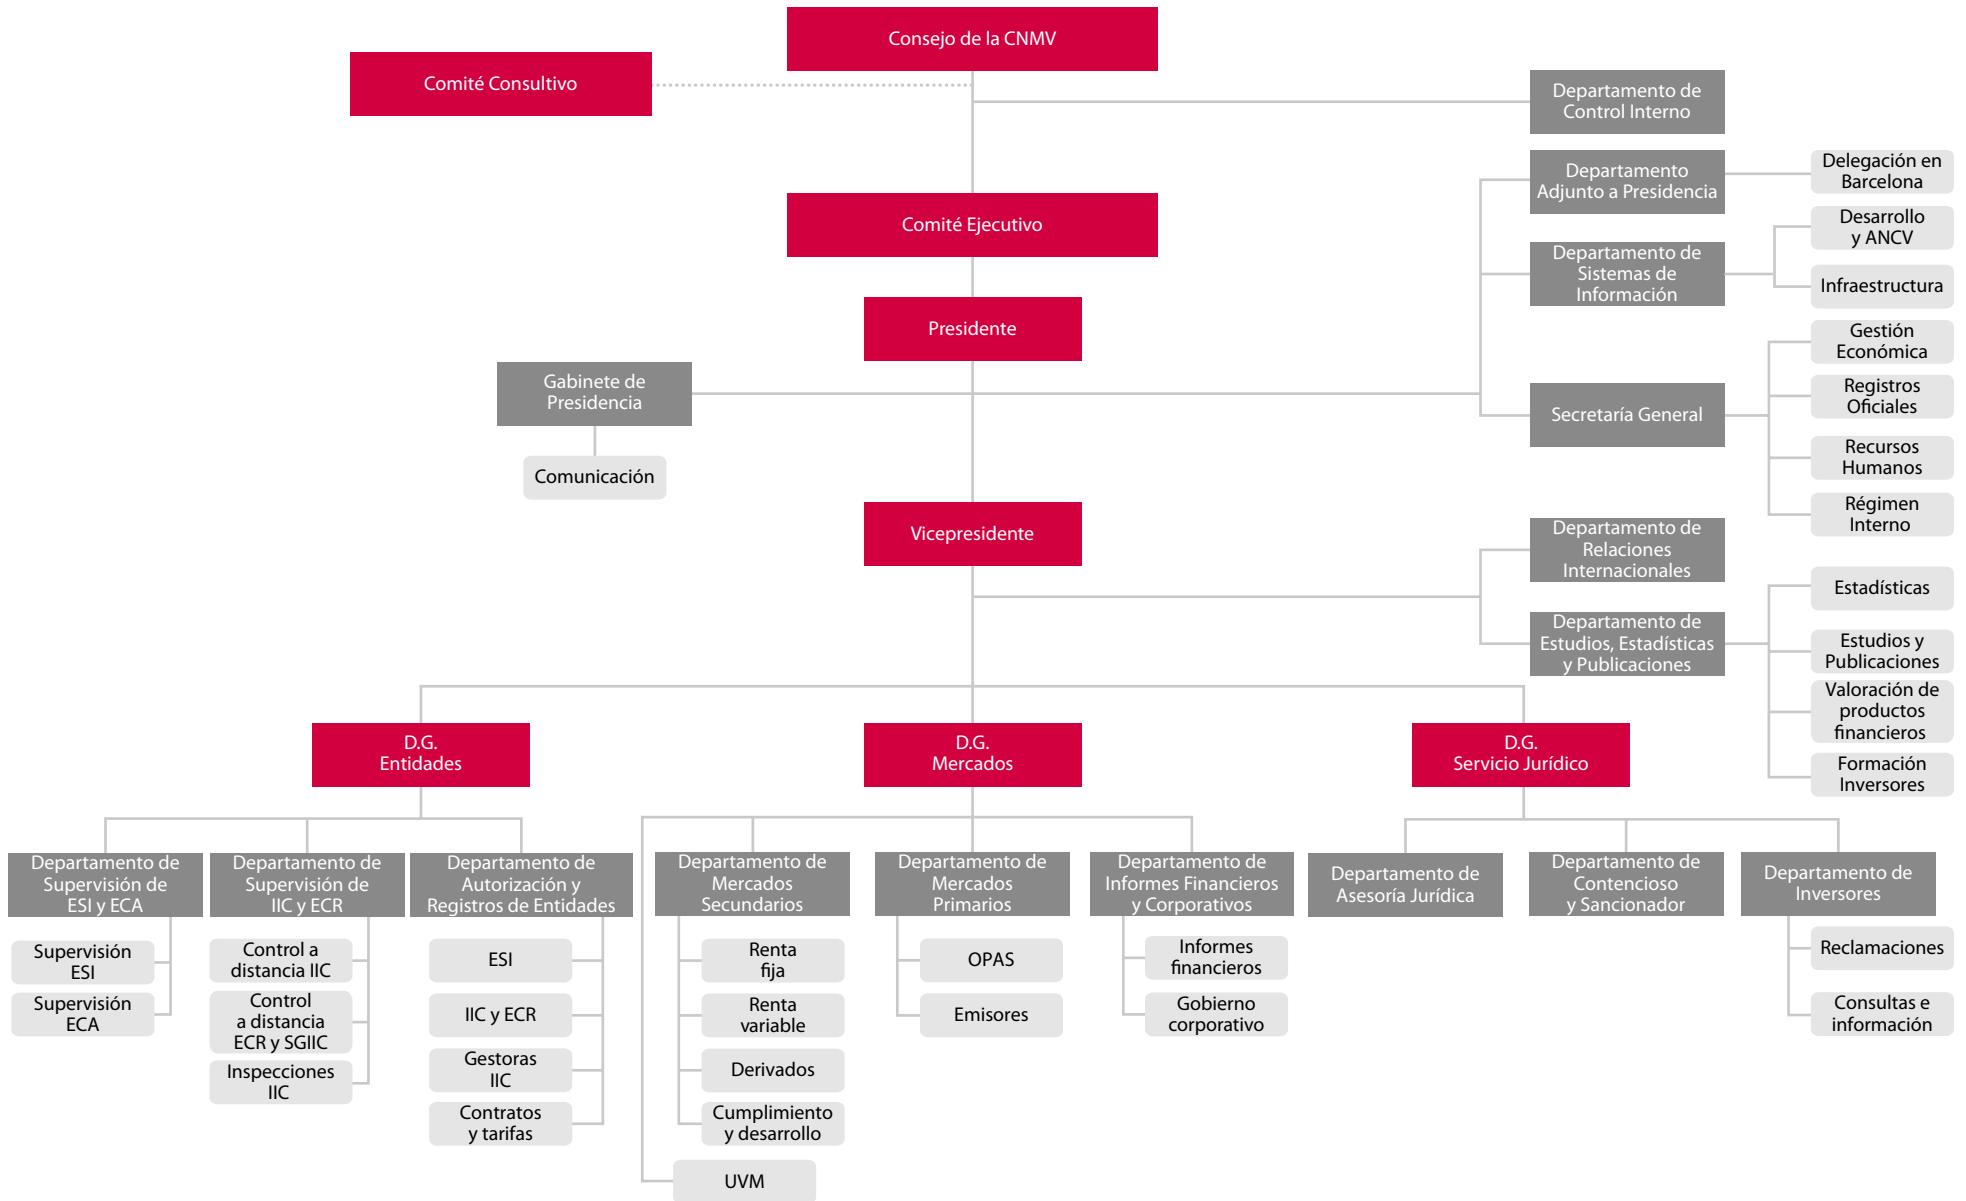 Consejo de la CNMV
Comité Consultivo
Departamento de
Control Interno
Departamento
Adjunto a Presidencia
Delegación en
Barcelona
Comité Ejecutivo
Desarrollo
y ANCV
Departamento de
Sistemas de
Información
Infraestructura
Presidente
Gestión
Económica
Gabinete de
Presidencia
Registros
Oficiales
Secretaría General
Comunicación
Recursos
Humanos
Régimen
Interno
Vicepresidente
Departamento de
Relaciones
Internacionales
Estadísticas
Departamento de
Estudios, Estadísticas
y Publicaciones
Estudios y
Publicaciones
Valoración de
productos
financieros
Formación
Inversores
D.G.
Entidades
D.G.
Mercados
D.G.
Servicio Jurídico
Departamento de
Supervisión de
ESI y ECA
Departamento de
Supervisión de
IIC y ECR
Departamento de
Autorización y
Registros de Entidades
Departamento de
Mercados
Secundarios
Departamento de
Mercados
Primarios
Departamento de
Informes Financieros
y Corporativos
Departamento de
Asesoría Jurídica
Departamento de
Contencioso
y Sancionador
Departamento de
Inversores
Supervisión
ESI
Supervisión
ECA
Control a
distancia IIC
Control
a distancia
ECR y SGIIC
Inspecciones
IIC
ESI
IIC y ECR
Gestoras
IIC
Contratos
y tarifas
Renta
fija
Renta
variable
Derivados
Cumplimiento
y desarrollo
UVM
OPAS
Emisores
Informes
financieros
Gobierno
corporativo
Reclamaciones
Consultas e
información